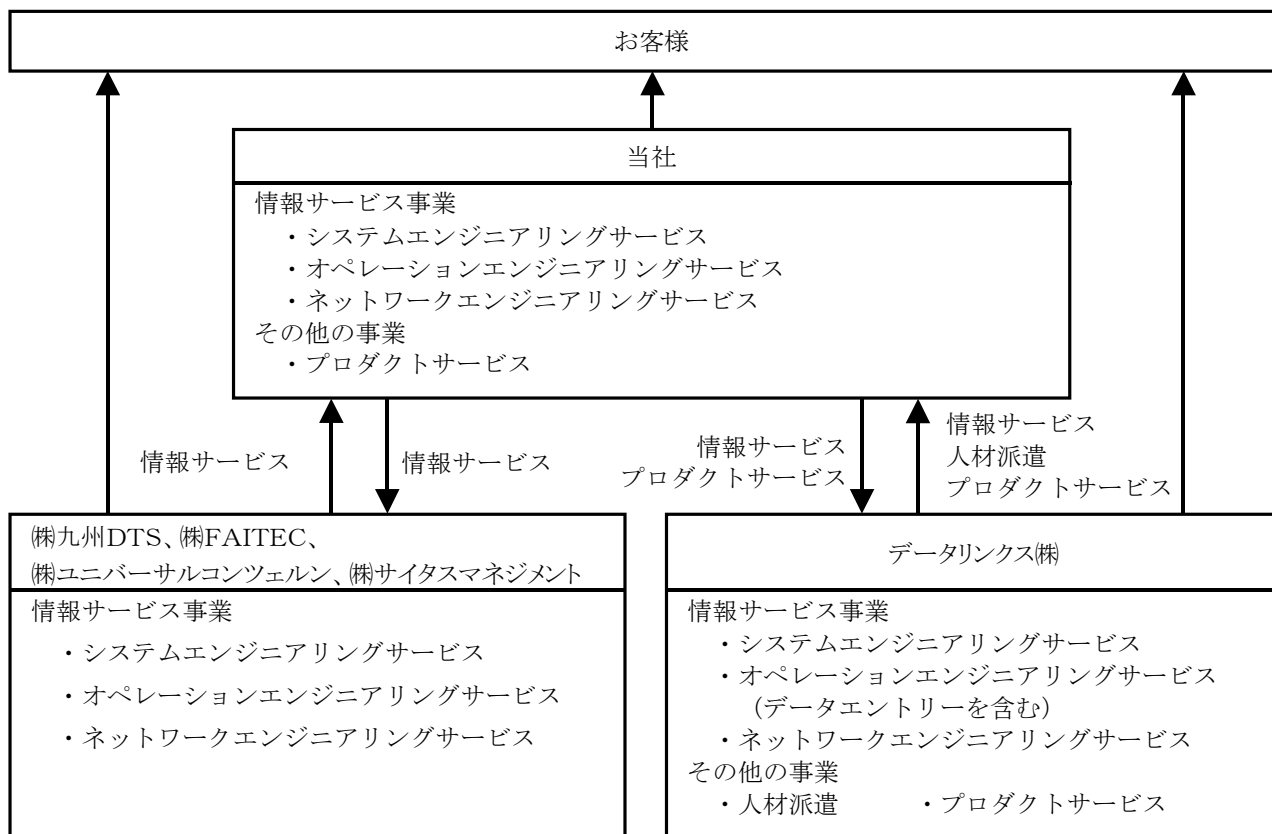 お客様
当社
情報サービス事業
・システムエンジニアリングサービス
・オペレーションエンジニアリングサービス
・ネットワークエンジニアリングサービス
その他の事業
・プロダクトサービス
情報サービス
情報サービス
情報サービス
プロダクトサービス
情報サービス
人材派遣
プロダクトサービス
㈱九州DTS、㈱FAITEC、
㈱ユニバーサルコンツェルン、㈱サイタスマネジメント
情報サービス事業
・システムエンジニアリングサービス
・オペレーションエンジニアリングサービス
・ネットワークエンジニアリングサービス
データリンクス㈱
情報サービス事業
・システムエンジニアリングサービス
・オペレーションエンジニアリングサービス
（データエントリーを含む）
・ネットワークエンジニアリングサービス
その他の事業
・人材派遣　　・プロダクトサービス